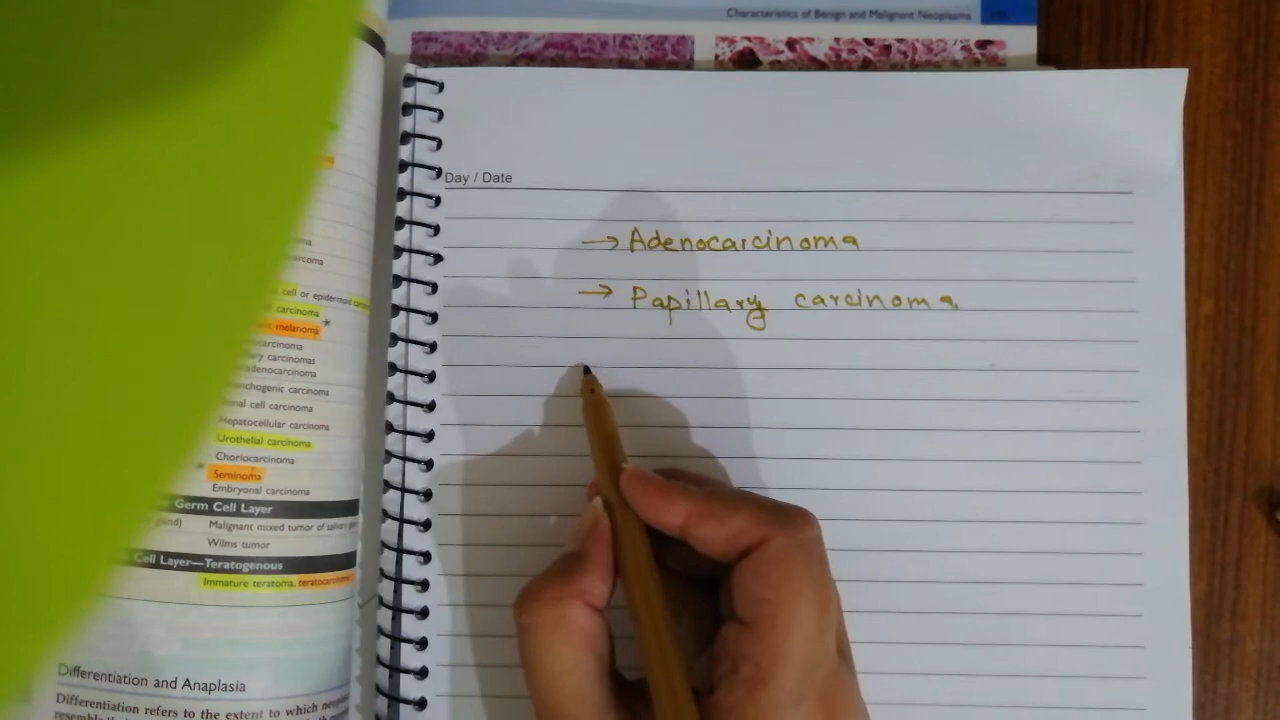 Characteristics of Benign and Malignant Neoplasms
Day / Date
→ Adenocarcinoma
→ Papillary carcinoma
cell or epidermoid
carcinoma
melanoma *
carcinoma
carcinomas
adenocarcinoma
carcinoma
cell carcinoma
Hepatocellular carcinoma
Urothelial carcinoma
Choriocarcinoma
Seminoma
Embryonal carcinoma
Germ Cell Layer
gland) Malignant mixed tumor of salivary
Wilms tumor
Cell Layer—Teratogenous
Immature teratoma, teratocarcinoma
Differentiation and Anaplasia
Differentiation refers to the extent to which